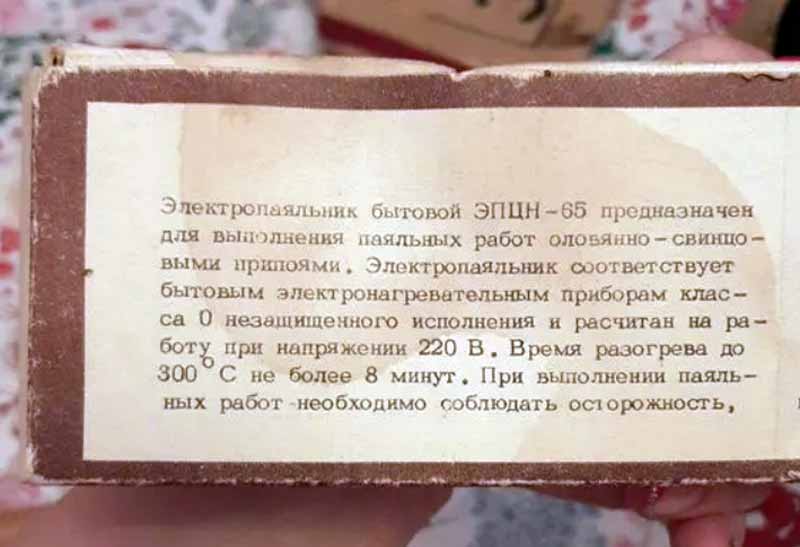 Электропаяльник бытовой ЭПЦН-65 предназначен
для выполнения паяльных работ оловянно-свинцо-
выми припоями. Электропаяльник соответствует
бытовым электронагревательным приборам клас-
са 0 незащищенного исполнения и расчитан на ра-
боту при напряжении 220 В. Время разогрева до
300°С не более 8 минут. При выполнении паяль-
ных работ необходимо соблюдать осторожность,